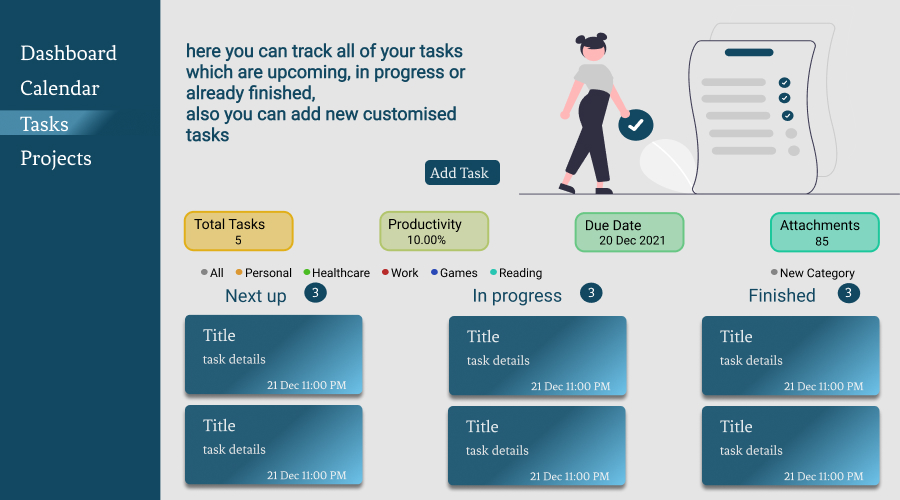 Dashboard
Calendar
Tasks
Projects
here you can track all of your tasks
which are upcoming, in progress or
already finished,
also you can add new customised
tasks
Add Task
Total Tasks
5
Productivity
10.00%
Due Date
20 Dec 2021
Attachments
85
All Personal Healthcare Work Games Reading New Category
Next up 3 In progress 3 Finished 3
Title
task details
21 Dec 11:00 PM
Title
task details
21 Dec 11:00 PM
Title
task details
21 Dec 11:00 PM
Title
task details
21 Dec 11:00 PM
Title
task details
21 Dec 11:00 PM
Title
task details
21 Dec 11:00 PM